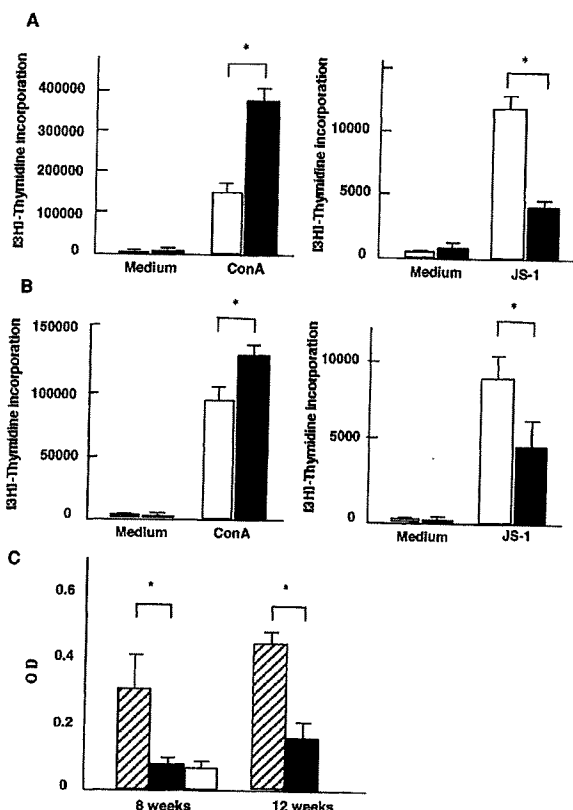 A
[3H]-Thymidine incorporation
400000
300000
200000
100000
0
*
Medium
ConA
[3H]-Thymidine incorporation
10000
5000
0
*
Medium
JS-1
B
[3H]-Thymidine incorporation
150000
100000
50000
0
*
Medium
ConA
[3H]-Thymidine incorporation
10000
5000
0
*
Medium
JS-1
C
OD
0.6
0.4
0.2
0
*
*
8 weeks
12 weeks